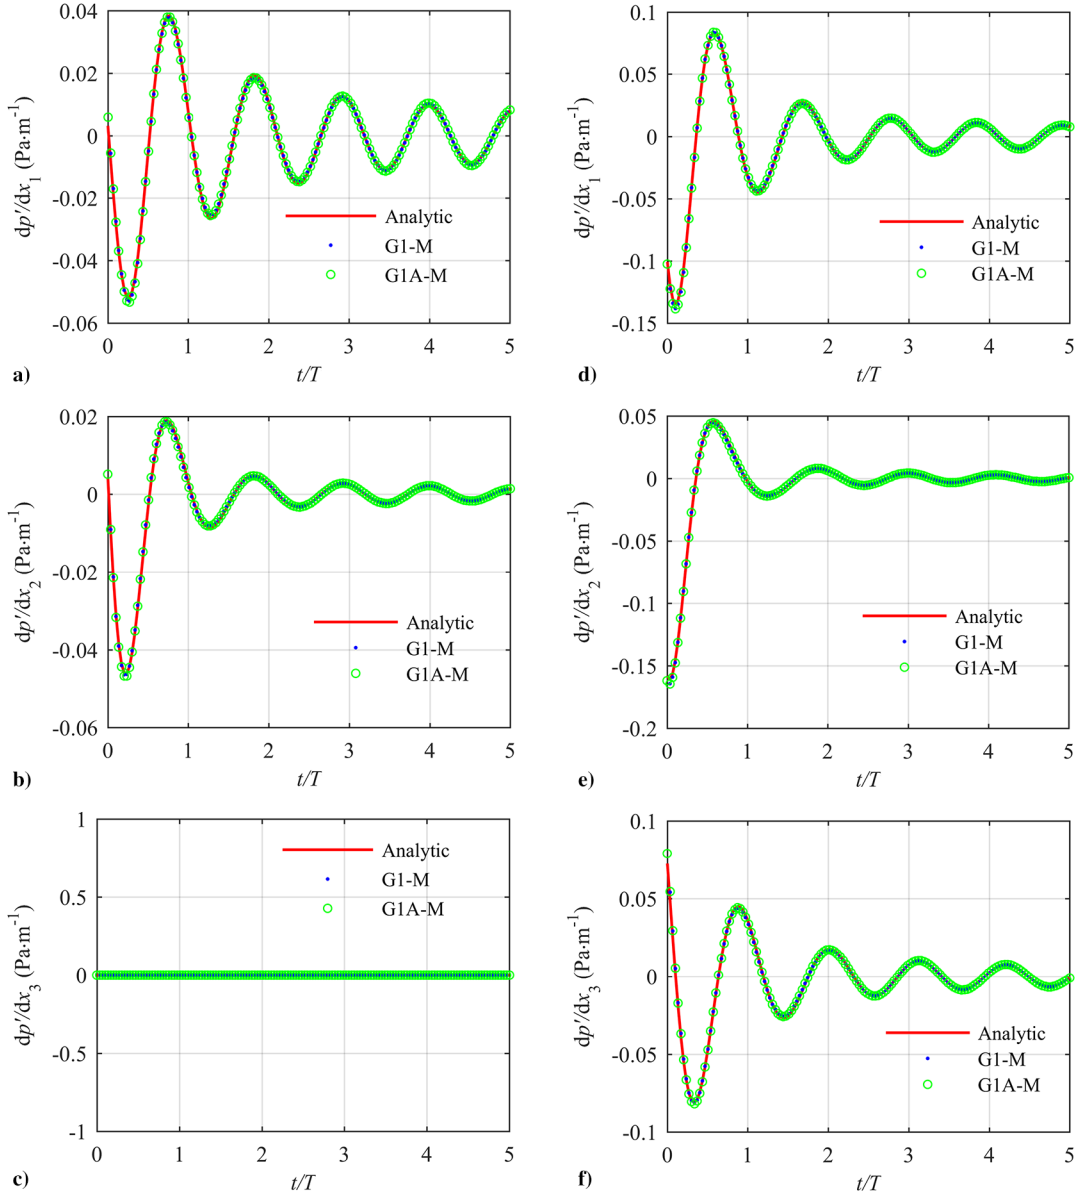 0.04
0.02
0
-0.02
-0.04
-0.06
dp′/dx1 (Pa·m-1)
Analytic
G1-M
G1A-M
0 1 2 3 4 5
t/T
a)
0.1
0.05
0
-0.05
-0.1
-0.15
dp′/dx1 (Pa·m-1)
Analytic
G1-M
G1A-M
0 1 2 3 4 5
t/T
d)
0.02
0
-0.02
-0.04
-0.06
dp′/dx2 (Pa·m-1)
Analytic
G1-M
G1A-M
0 1 2 3 4 5
t/T
b)
0.05
0
-0.05
-0.1
-0.15
-0.2
dp′/dx2 (Pa·m-1)
Analytic
G1-M
G1A-M
0 1 2 3 4 5
t/T
e)
1
0.5
0
-0.5
-1
dp′/dx3 (Pa·m-1)
Analytic
G1-M
G1A-M
0 1 2 3 4 5
t/T
c)
0.1
0.05
0
-0.05
-0.1
dp′/dx3 (Pa·m-1)
Analytic
G1-M
G1A-M
0 1 2 3 4 5
t/T
f)